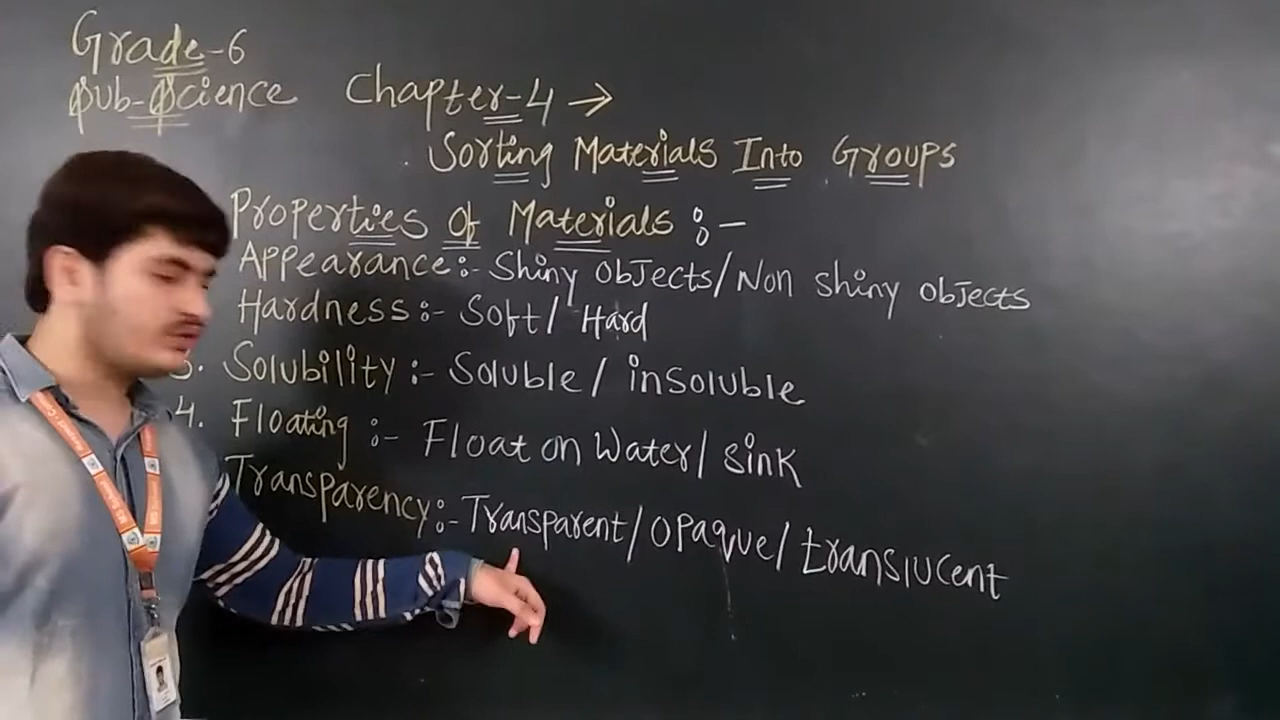 Grade-6
Sub-Science Chapter-4 →
Sorting Materials Into Groups
Properties Of Materials :-
Appearance:- Shiny Objects/Non shiny objects
Hardness:- Soft/ Hard
3. Solubility:- Soluble/ insoluble
4. Floating:- Float on Water/ sink
Transparency:- Transparent/opaque/translucent